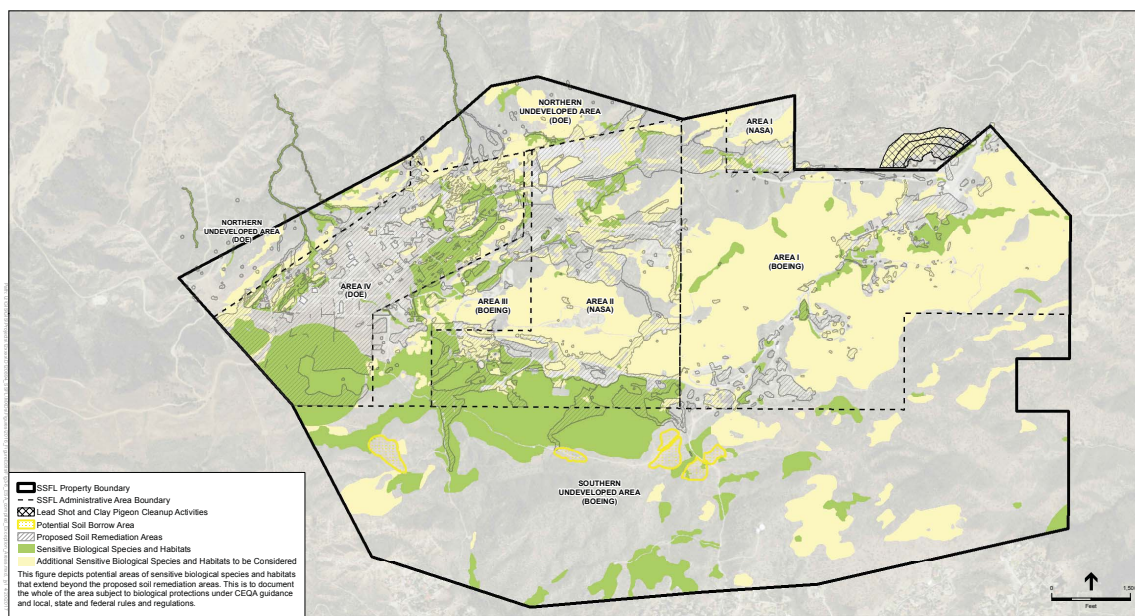 NORTHERN
UNDEVELOPED AREA
(DOE)
AREA I
(NASA)
NORTHERN
UNDEVELOPED AREA
(DOE)
AREA I
(BOEING)
AREA IV
(DOE)
AREA III
(BOEING)
AREA II
(NASA)
SOUTHERN
UNDEVELOPED AREA
(BOEING)
SSFL Property Boundary
SSFL Administrative Area Boundary
Lead Shot and Clay Pigeon Cleanup Activities
Potential Soil Borrow Area
Proposed Soil Remediation Areas
Sensitive Biological Species and Habitats
Additional Sensitive Biological Species and Habitats to be Considered
This figure depicts potential areas of sensitive biological species and habitats
that extend beyond the proposed soil remediation areas. This is to document
the whole of the area subject to biological protections under CEQA guidance
and local, state and federal rules and regulations.
0
Feet